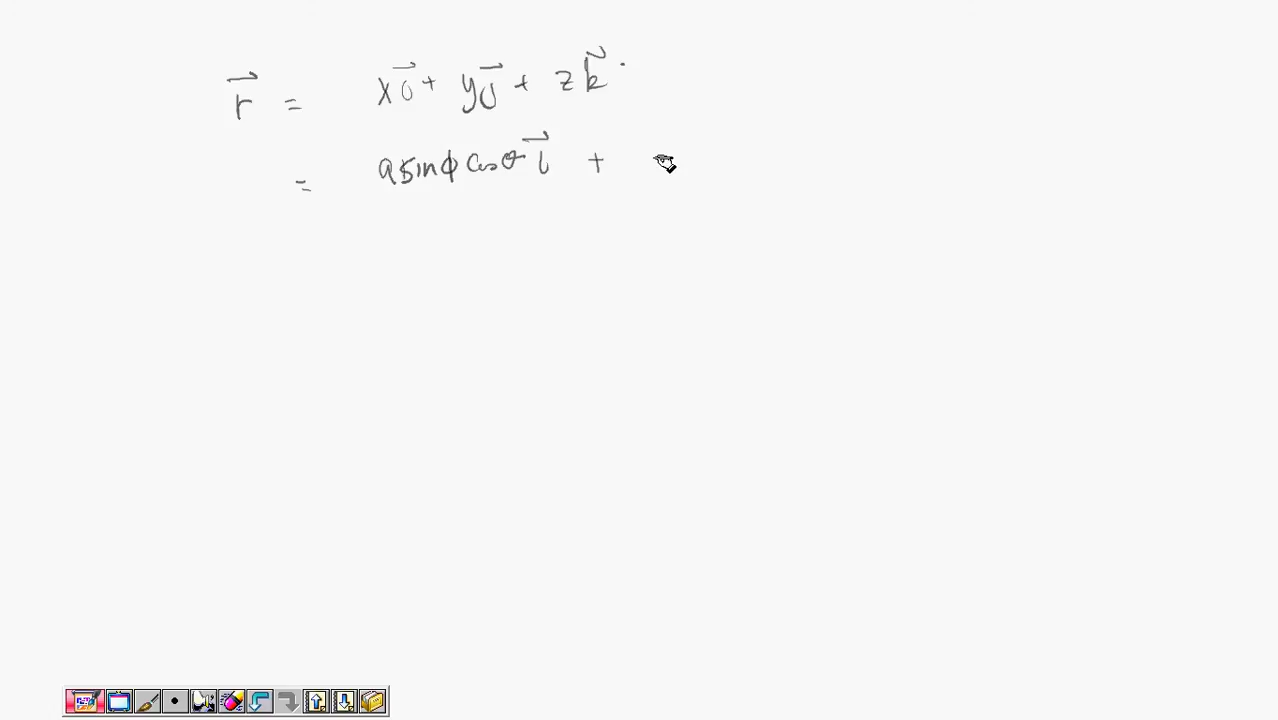 r⃗ = xi⃗ + yj⃗ + zk⃗.
= a sinϕ cosθ i⃗ +